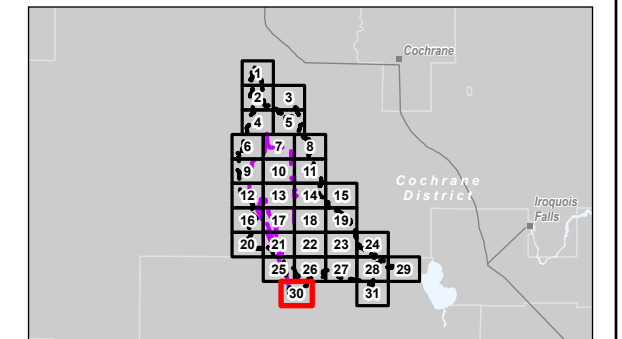 Cochrane
1
2 3
4 5
6 7 8
9 10 11
Cochrane
District
12 13 14 15
Iroquois
Falls
16 17 18 19
20 21 22 23 24
25 26 27 28 29
30 31